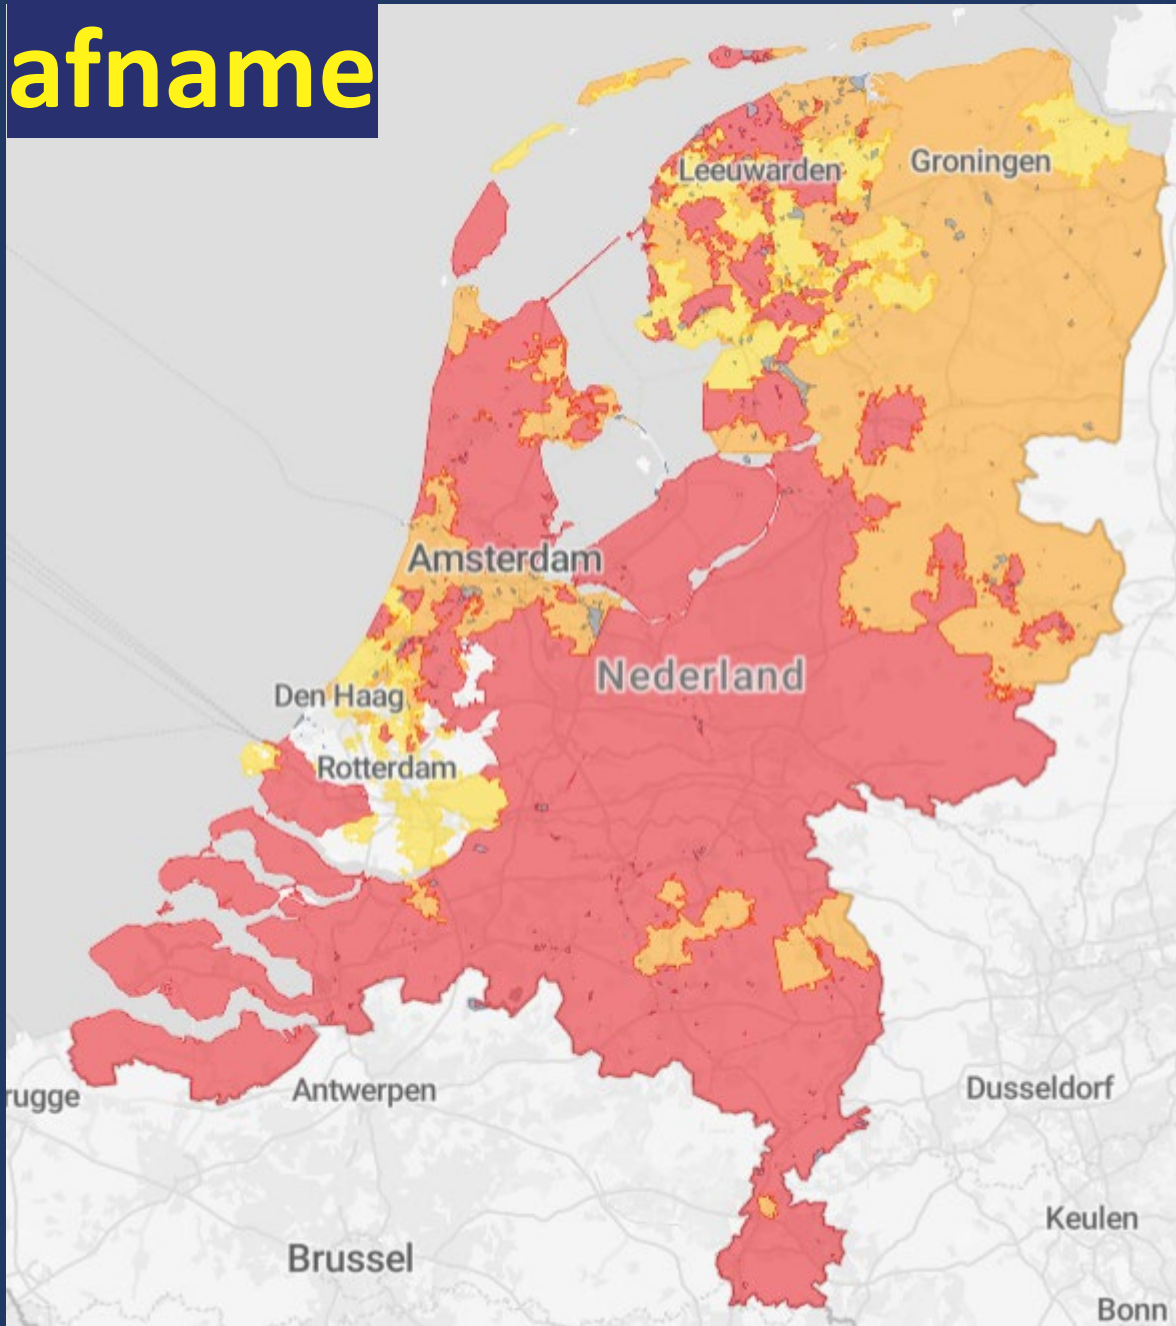 afname
Leeuwarden
Groningen
Amsterdam
Nederland
Den Haag
Rotterdam
rugge
Antwerpen
Dusseldorf
Keulen
Brussel
Bonn